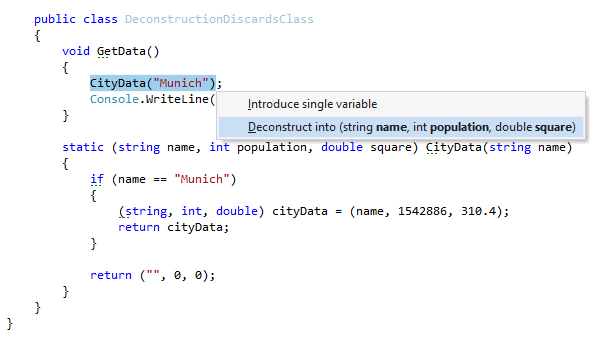 public class DeconstructionDiscardsClass
{
void GetData()
{
CityData("Munich");
Console.WriteLine(
Introduce single variable
Deconstruct into (string name, int population, double square)
}
static (string name, int population, double square) CityData(string name)
{
if (name == "Munich")
{
(string, int, double) cityData = (name, 1542886, 310.4);
return cityData;
}
return ("", 0, 0);
}
}
}